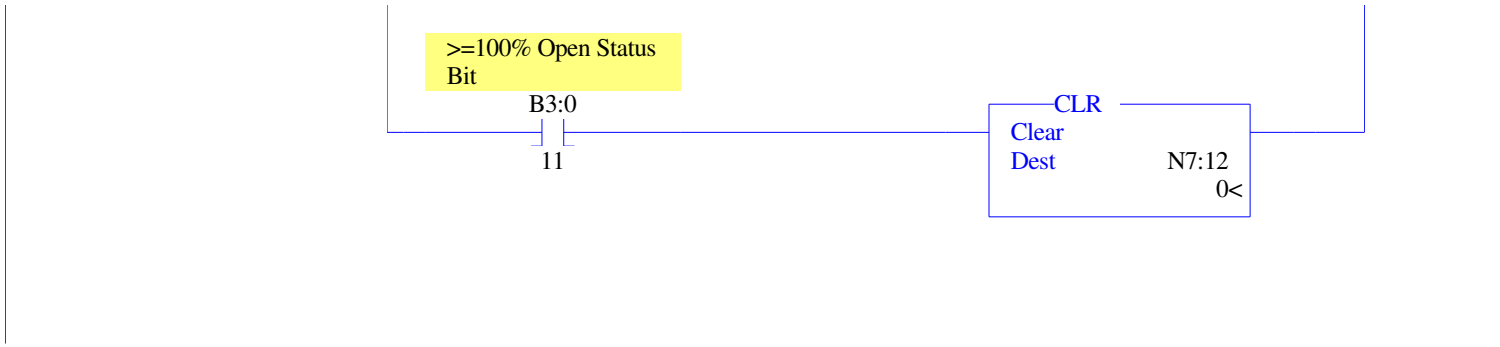 >=100% Open Status
Bit
B3:0
11
CLR
Clear
Dest N7:12
0<